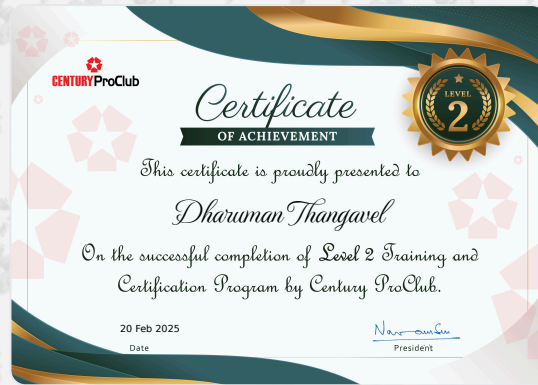 CENTURY ProClub
Certificate
OF ACHIEVEMENT
LEVEL
2
This certificate is proudly presented to
Dharuman Thangavel
On the successful completion of Level 2 Training and
Certification Program by Century ProClub.
20 Feb 2025
Date
President